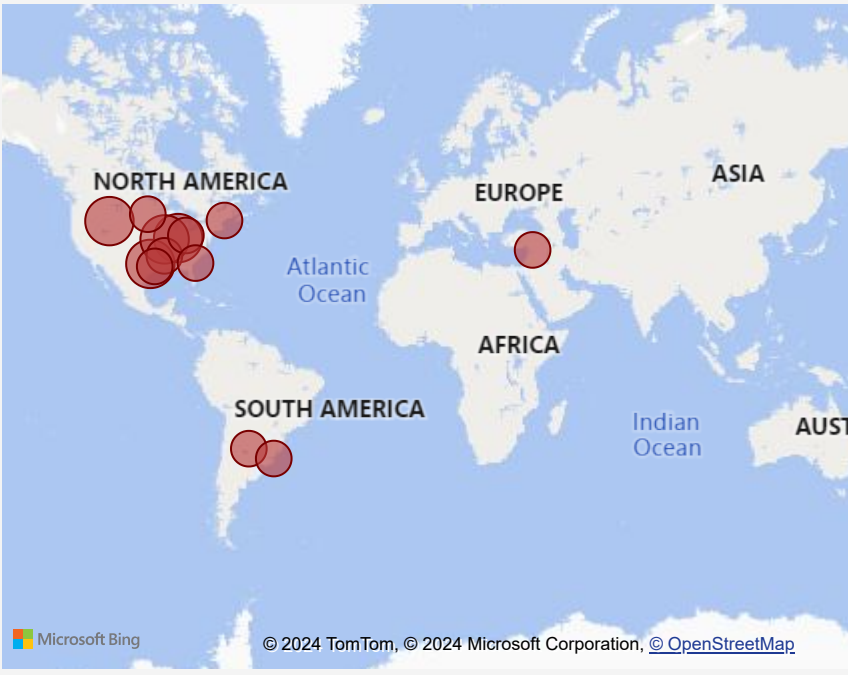 NORTH AMERICA
ASIA
EUROPE
Atlantic
Ocean
AFRICA
SOUTH AMERICA
Indian
Ocean
AUST
Microsoft Bing
© 2024 TomTom, © 2024 Microsoft Corporation, © OpenStreetMap